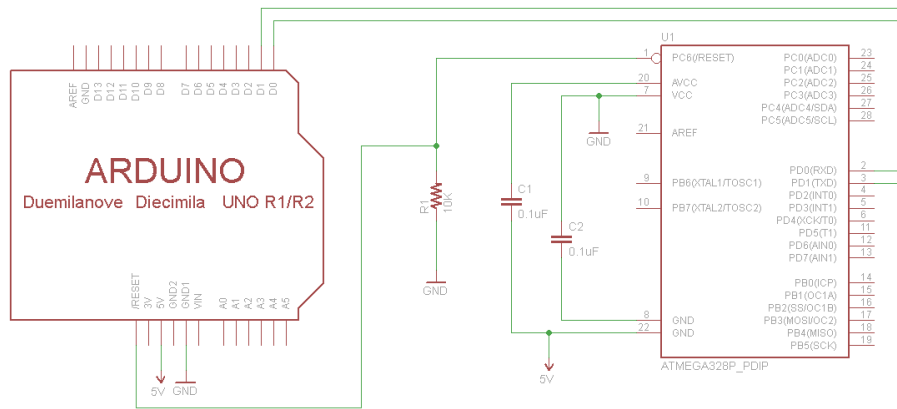 AREF
GND
D13
D12
D11
D10
D9
D8
D7
D6
D5
D4
D3
D2
D1
D0
ARDUINO
Duemilanove Diecimila UNO R1/R2
/RESET
3V
5V
GND2
GND1
VIN
A0
A1
A2
A3
A4
A5
5V
GND
R1
10K
GND
C1
0.1uF
C2
0.1uF
GND
5V
U1
1 PC6(/RESET)
20 AVCC
7 VCC
21 AREF
9 PB6(XTAL1/TOSC1)
10 PB7(XTAL2/TOSC2)
8 GND
22 GND
PC0(ADC0) 23
PC1(ADC1) 24
PC2(ADC2) 25
PC3(ADC3) 26
PC4(ADC4/SDA) 27
PC5(ADC5/SCL) 28
PD0(RXD) 2
PD1(TXD) 3
PD2(INT0) 4
PD3(INT1) 5
PD4(XCK/T0) 6
PD5(T1) 11
PD6(AIN0) 12
PD7(AIN1) 13
PB0(ICP) 14
PB1(OC1A) 15
PB2(SS/OC1B) 16
PB3(MOSI/OC2) 17
PB4(MISO) 18
PB5(SCK) 19
ATMEGA328P_PDIP